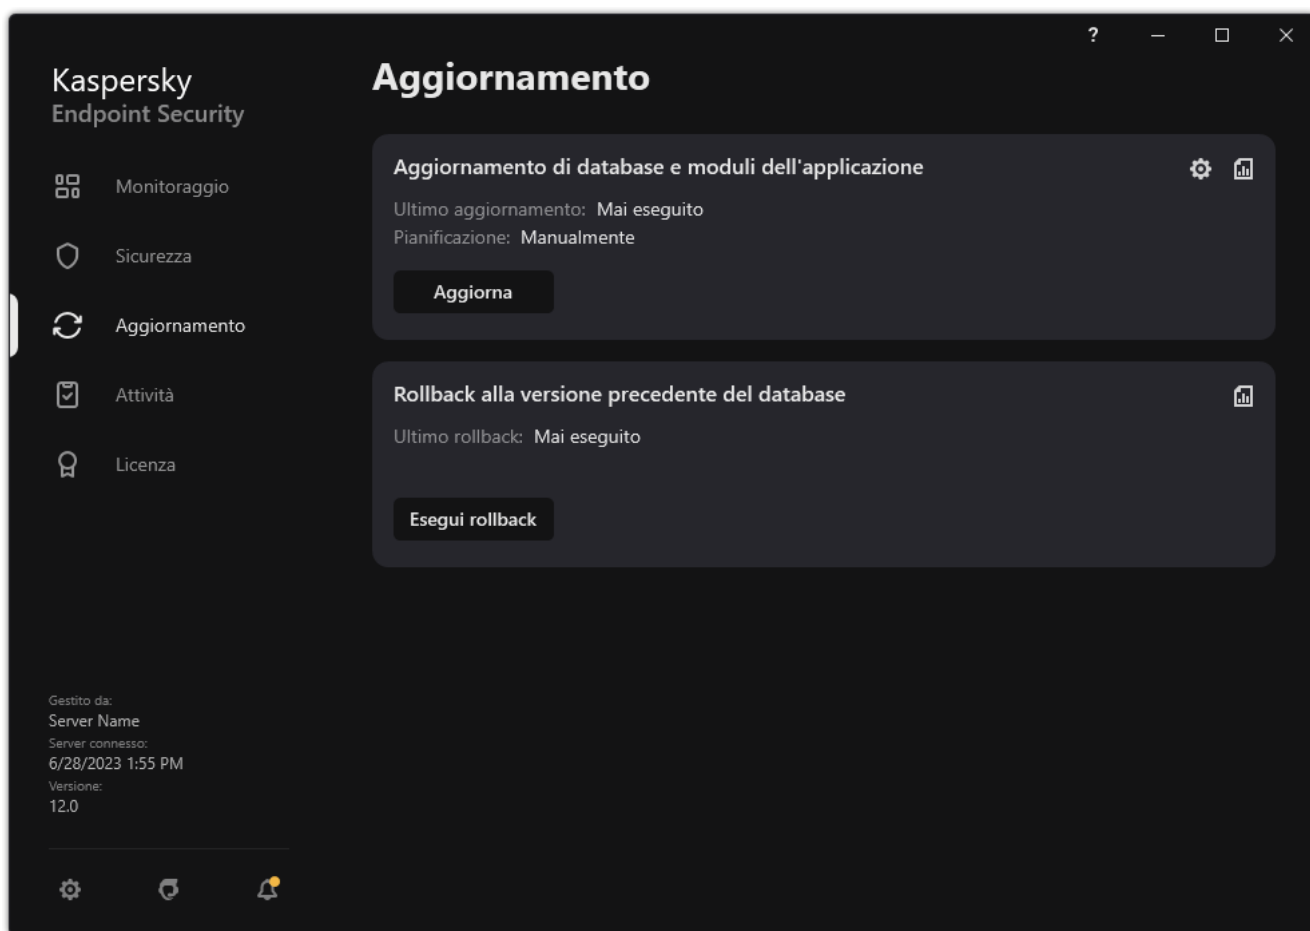 ?
Kaspersky
Endpoint Security
Monitoraggio
Sicurezza
Aggiornamento
Attività
Licenza
Gestito da:
Server Name
Server connesso:
6/28/2023 1:55 PM
Versione:
12.0
Aggiornamento
Aggiornamento di database e moduli dell'applicazione
Ultimo aggiornamento: Mai eseguito
Pianificazione: Manualmente
Aggiorna
Rollback alla versione precedente del database
Ultimo rollback: Mai eseguito
Esegui rollback